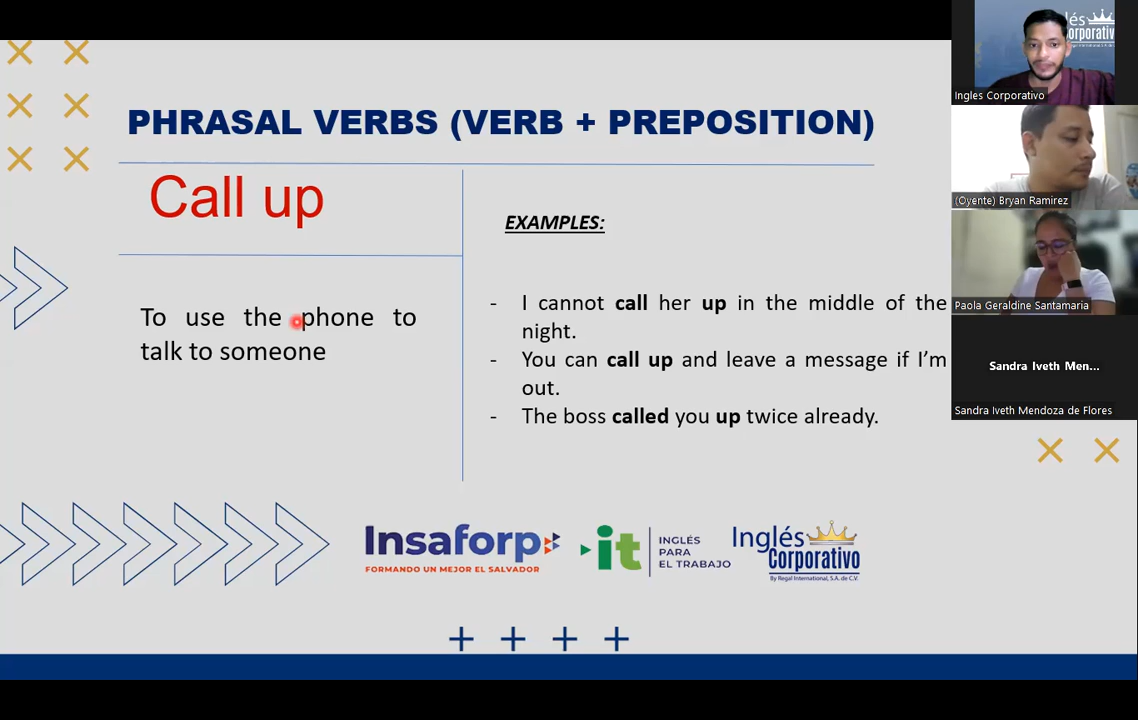 PHRASAL VERBS (VERB + PREPOSITION)
Call up
To use the phone to
talk to someone
EXAMPLES:
- I cannot call her up in the middle of the
night.
- You can call up and leave a message if I'm
out.
- The boss called you up twice already.
Insaforp
FORMANDO UN MEJOR EL SALVADOR
it
INGLÉS
PARA
EL TRABAJO
Inglés
Corporativo
By Regal International, S.A. de C.V.
Ingles Corporativo
(Oyente) Bryan Ramirez
Paola Geraldine Santamaria
Sandra Iveth Men...
Sandra Iveth Mendoza de Flores